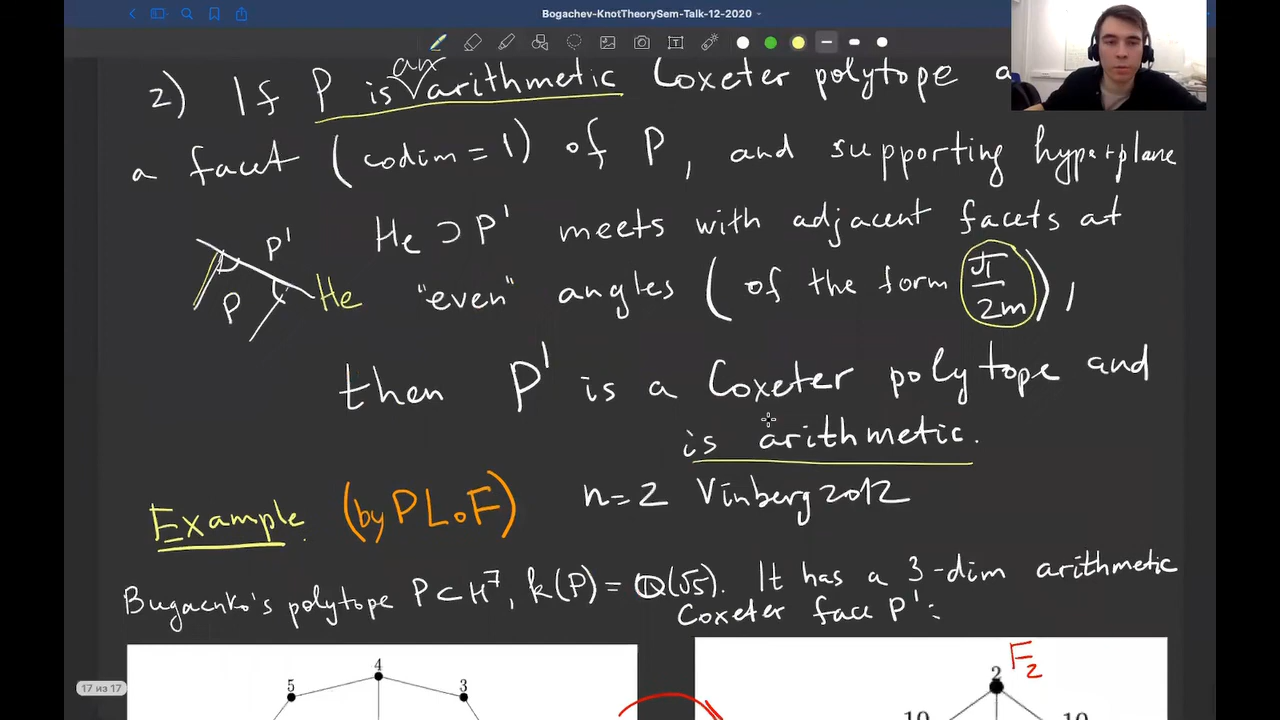 Bogachev-KnotTheorySem-Talk-12-2020
an
2) If P is √ arithmetic Coxeter polytope a
a facet (codim = 1) of P, and supporting hyperplane
He ⊃ P' meets with adjacent facets at
"even" angles (of the form π/2m),
P'
P
He
then P' is a Coxeter polytope and
is arithmetic.
Example. (by PLoF) n=2 Vinberg 2012
Bugaenko's polytope P⊂H⁷, k(P) = Q(√5). It has a 3-dim arithmetic
Coxeter face P':
4
5
3
2
F₂
10
10
17 из 17